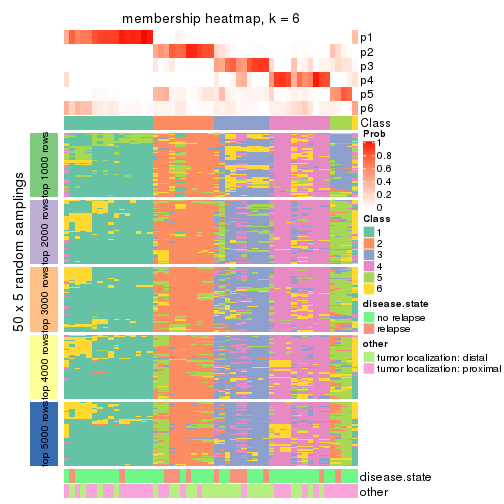 membership heatmap, k = 6
p1
p2
p3
p4
p5
p6
Class
Prob
1
0.8
0.6
0.4
0.2
0
Class
1
2
3
4
5
6
disease.state
no relapse
relapse
other
tumor localization: distal
tumor localization: proximal
50 x 5 random samplings
top 1000 rows
top 2000 rows
top 3000 rows
top 4000 rows
top 5000 rows
disease.state
other